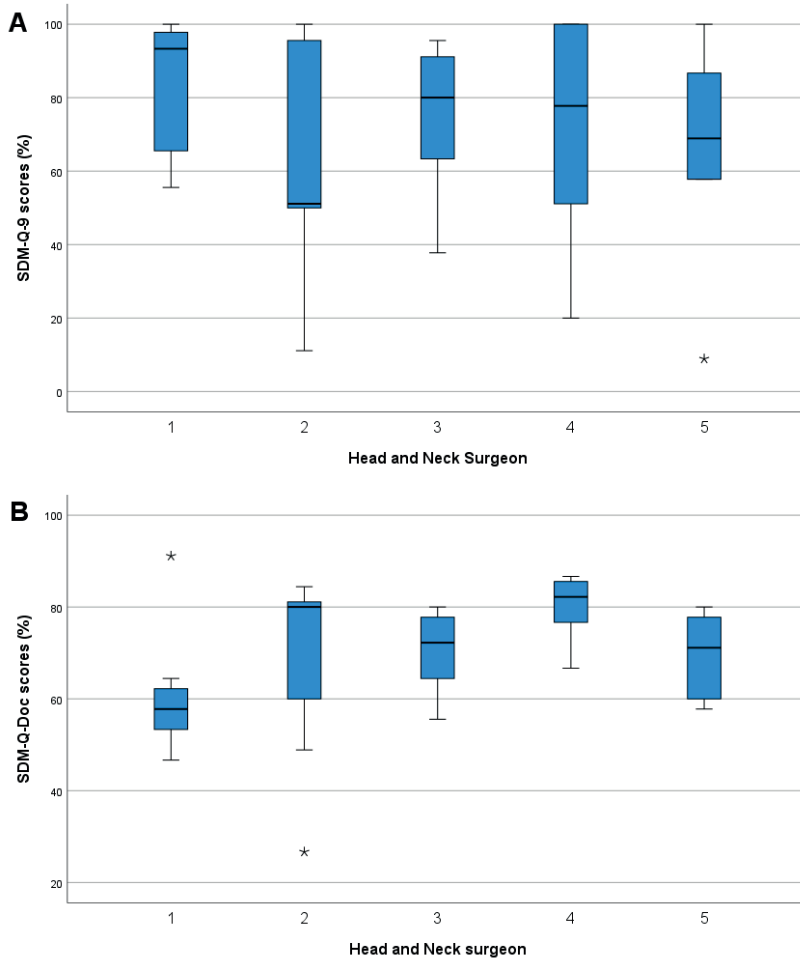 A
SDM-Q-9 scores (%)
100
80
60
40
20
0
1 2 3 4 5
Head and Neck Surgeon
B
SDM-Q-Doc scores (%)
100
80
60
40
20
1 2 3 4 5
Head and Neck surgeon